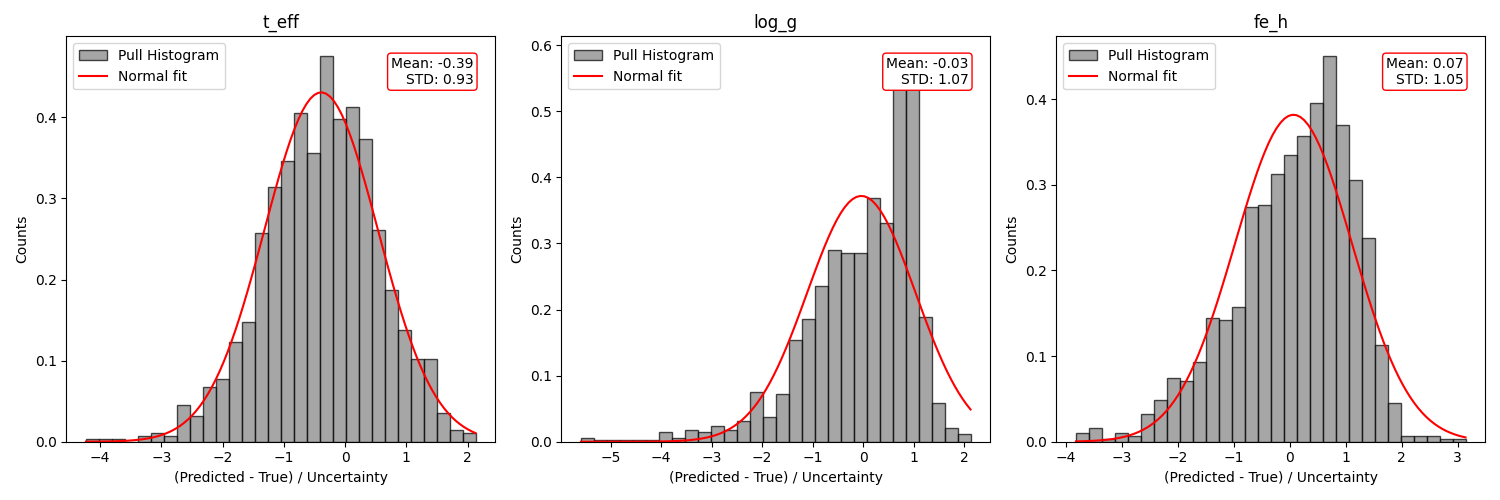 t_eff
Pull Histogram
Normal fit
Mean: -0.39
STD: 0.93
0.4
0.3
0.2
0.1
0.0
Counts
−4
−3
−2
−1
0
1
2
(Predicted - True) / Uncertainty
log_g
Pull Histogram
Normal fit
Mean: -0.03
STD: 1.07
0.6
0.5
0.4
0.3
0.2
0.1
0.0
Counts
−5
−4
−3
−2
−1
0
1
2
(Predicted - True) / Uncertainty
fe_h
Pull Histogram
Normal fit
Mean: 0.07
STD: 1.05
0.4
0.3
0.2
0.1
0.0
Counts
−4
−3
−2
−1
0
1
2
3
(Predicted - True) / Uncertainty